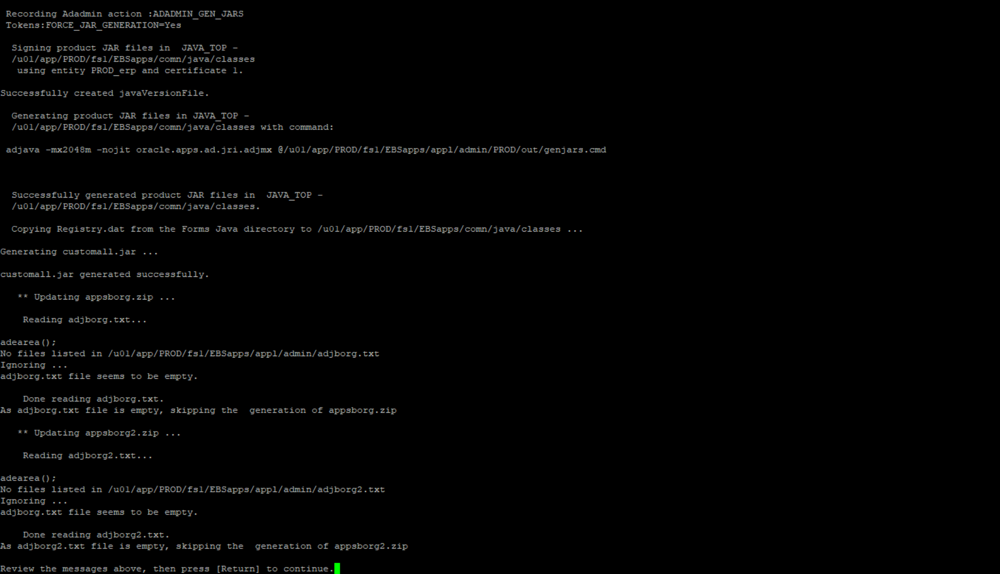 Recording Adadmin action :ADADMIN_GEN_JARS
Tokens:FORCE_JAR_GENERATION=Yes
Signing product JAR files in  JAVA_TOP -
/u01/app/PROD/fs1/EBSapps/comn/java/classes
using entity PROD_erp and certificate 1.
Successfully created javaVersionFile.
Generating product JAR files in JAVA_TOP -
/u01/app/PROD/fs1/EBSapps/comn/java/classes with command:
adjava -mx2048m -nojit oracle.apps.ad.jri.adjmx @/u01/app/PROD/fs1/EBSapps/appl/admin/PROD/out/genjars.cmd
Successfully generated product JAR files in  JAVA_TOP -
/u01/app/PROD/fs1/EBSapps/comn/java/classes.
Copying Registry.dat from the Forms Java directory to /u01/app/PROD/fs1/EBSapps/comn/java/classes ...
Generating customall.jar ...
customall.jar generated successfully.
** Updating appsborg.zip ...
Reading adjborg.txt...
adearea();
No files listed in /u01/app/PROD/fs1/EBSapps/appl/admin/adjborg.txt
Ignoring ...
adjborg.txt file seems to be empty.
Done reading adjborg.txt.
As adjborg.txt file is empty, skipping the  generation of appsborg.zip
** Updating appsborg2.zip ...
Reading adjborg2.txt...
adearea();
No files listed in /u01/app/PROD/fs1/EBSapps/appl/admin/adjborg2.txt
Ignoring ...
adjborg.txt file seems to be empty.
Done reading adjborg2.txt.
As adjborg2.txt file is empty, skipping the  generation of appsborg2.zip
Review the messages above, then press [Return] to continue.